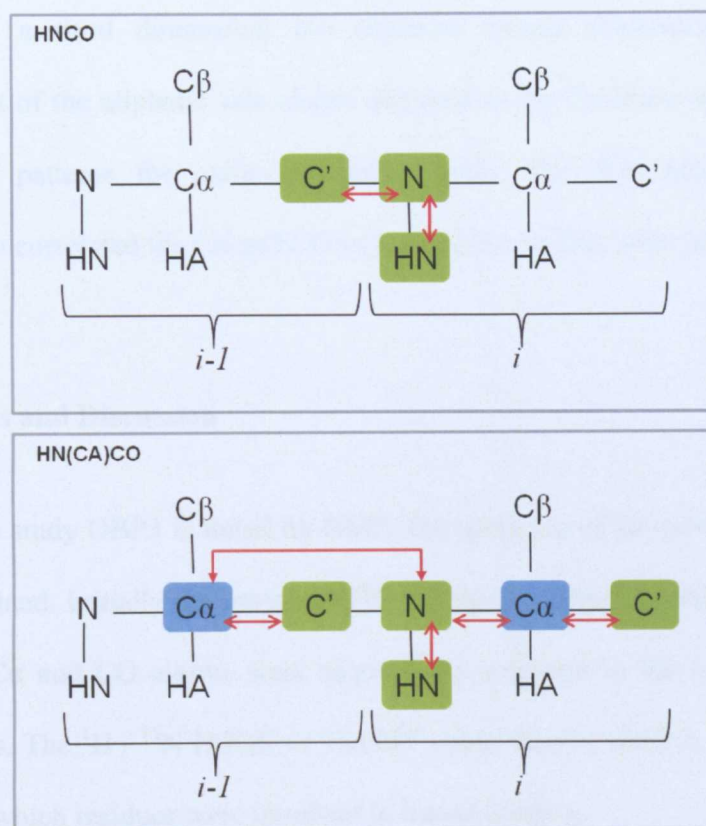 HNCO
Cβ Cβ
N Cα C' N Cα C'
HN HA HN HA
i-1 i
HN(CA)CO
Cβ Cβ
N Cα C' N Cα C'
HN HA HN HA
i-1 i